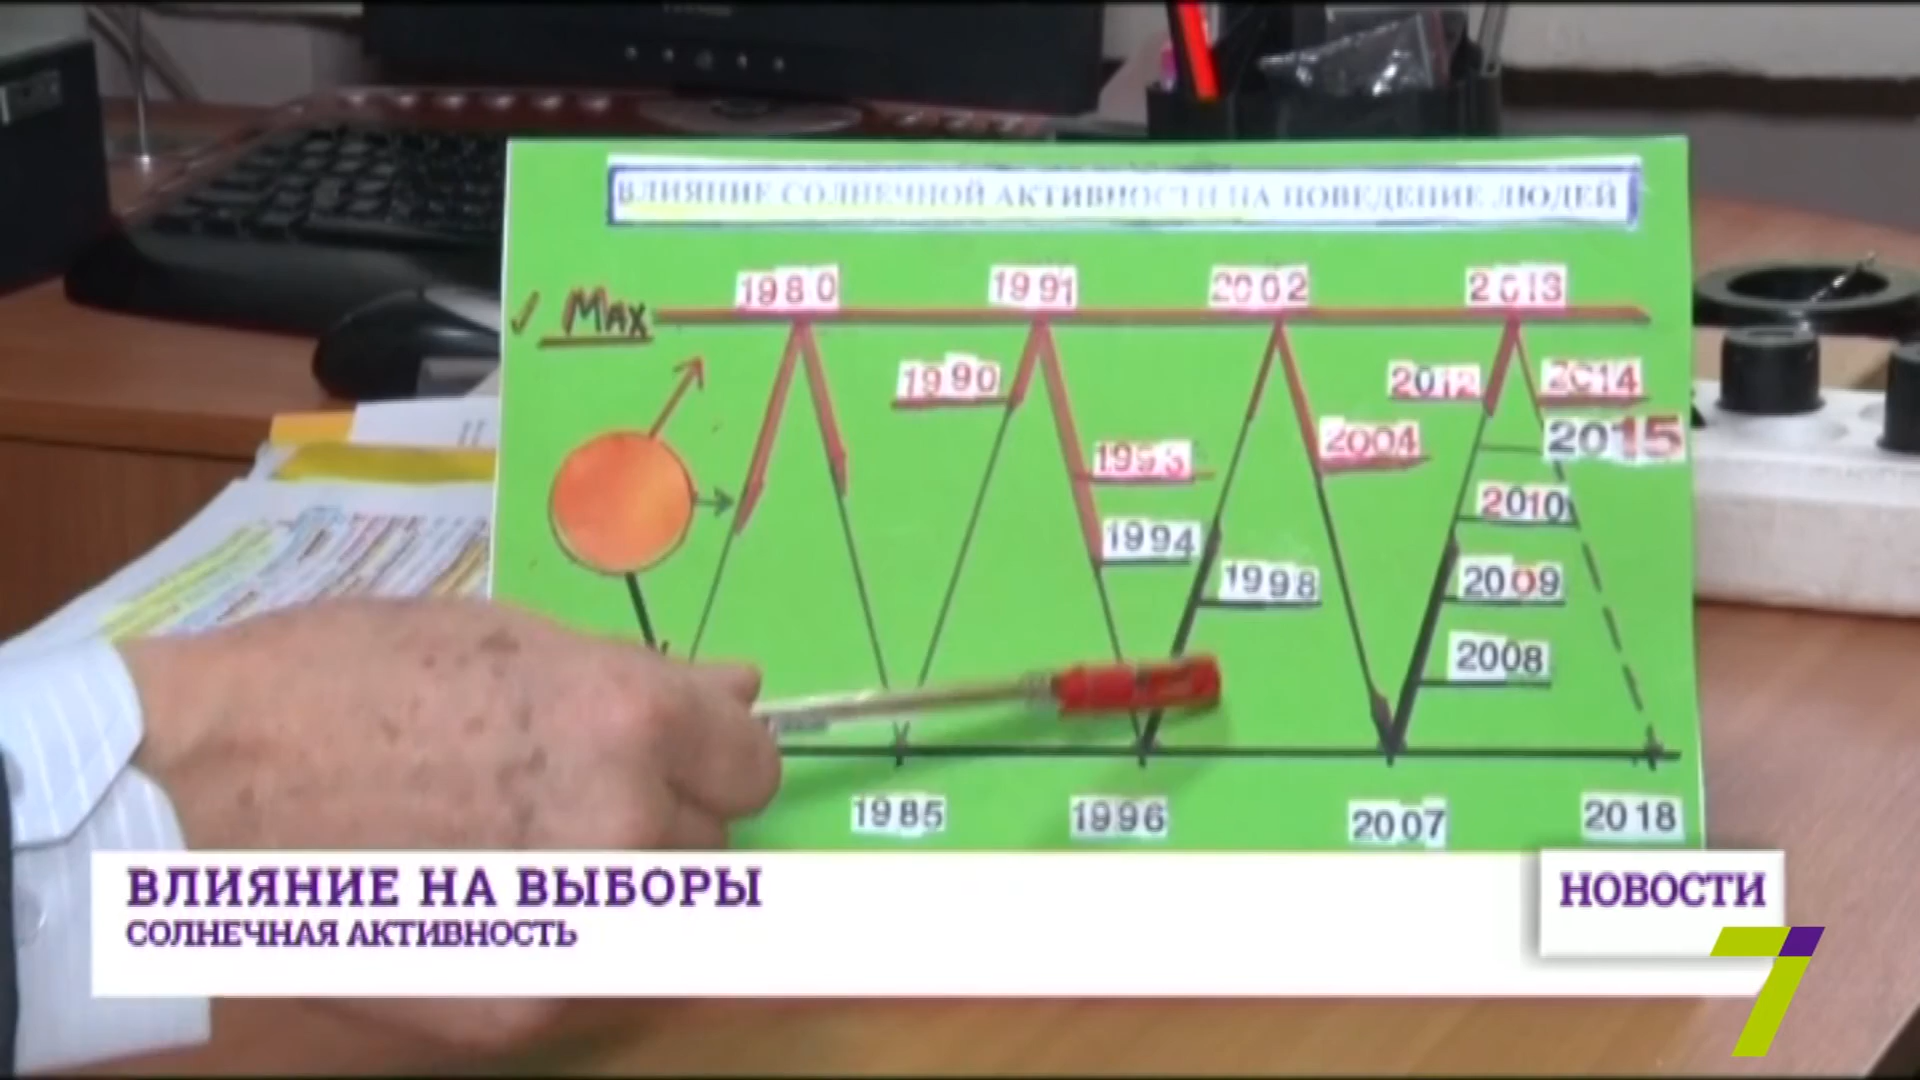 ВЛИЯНИЕ СОЛНЕЧНОЙ АКТИВНОСТИ НА ПОВЕДЕНИЕ ЛЮДЕЙ
1980 1991 2002 2013
Max
1990 2012 2014
1993 2004 2015
1994 2010
1998 2009
2008
1985 1996 2007 2018
ВЛИЯНИЕ НА ВЫБОРЫ
СОЛНЕЧНАЯ АКТИВНОСТЬ
НОВОСТИ
7